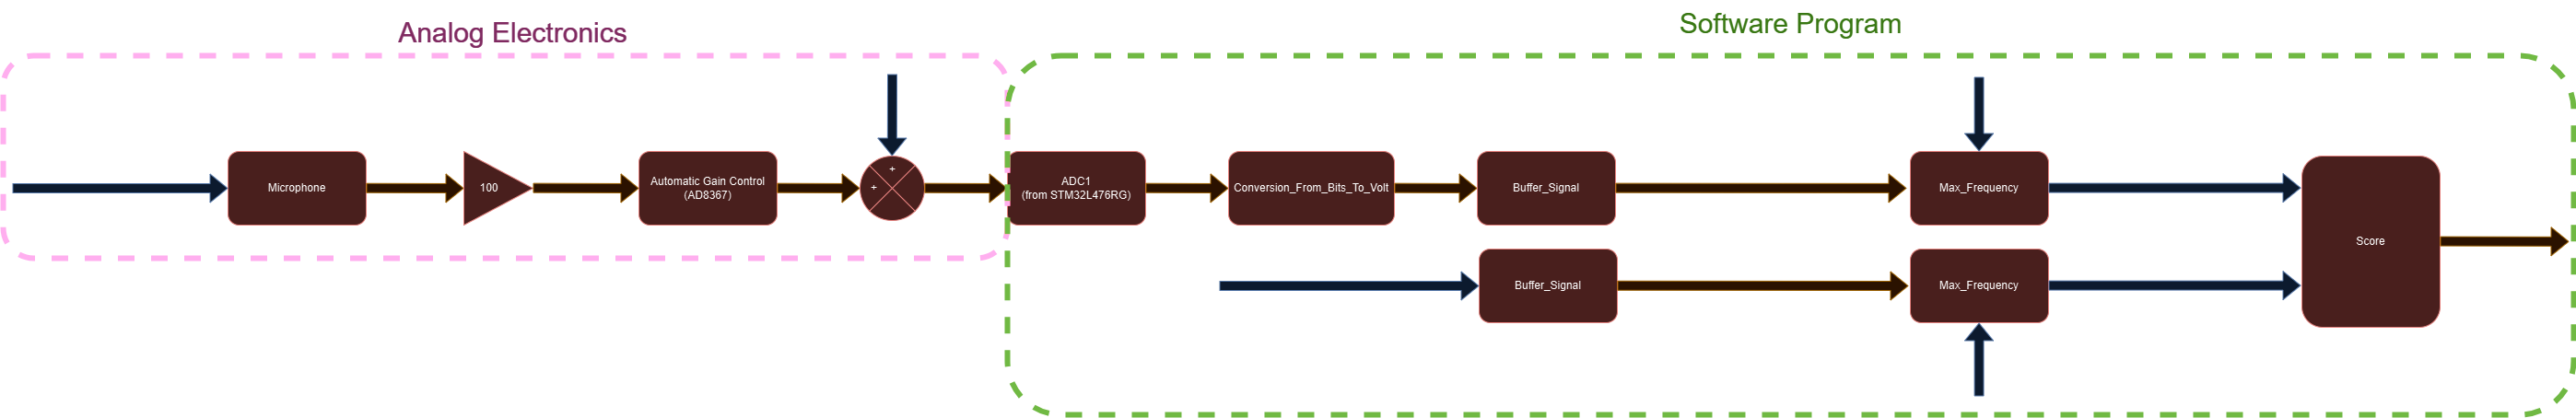 Analog Electronics
Software Program
Microphone
100
Automatic Gain Control
(AD8367)
+
+
ADC1
(from STM32L476RG)
Conversion_From_Bits_To_Volt
Buffer_Signal
Max_Frequency
Score
Buffer_Signal
Max_Frequency